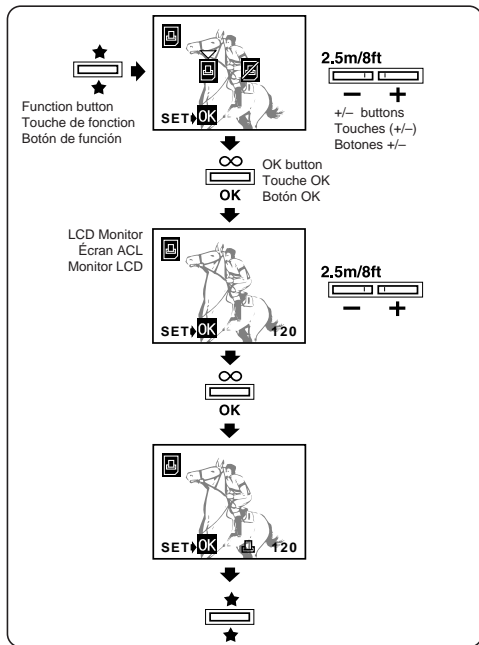 2.5m/8ft
Function button
Touche de fonction
Botón de función
SET OK
– +
+/– buttons
Touches (+/–)
Botones +/–
∞
OK
OK button
Touche OK
Botón OK
LCD Monitor
Écran ACL
Monitor LCD
SET OK 120
2.5m/8ft
– +
∞
OK
SET OK 120